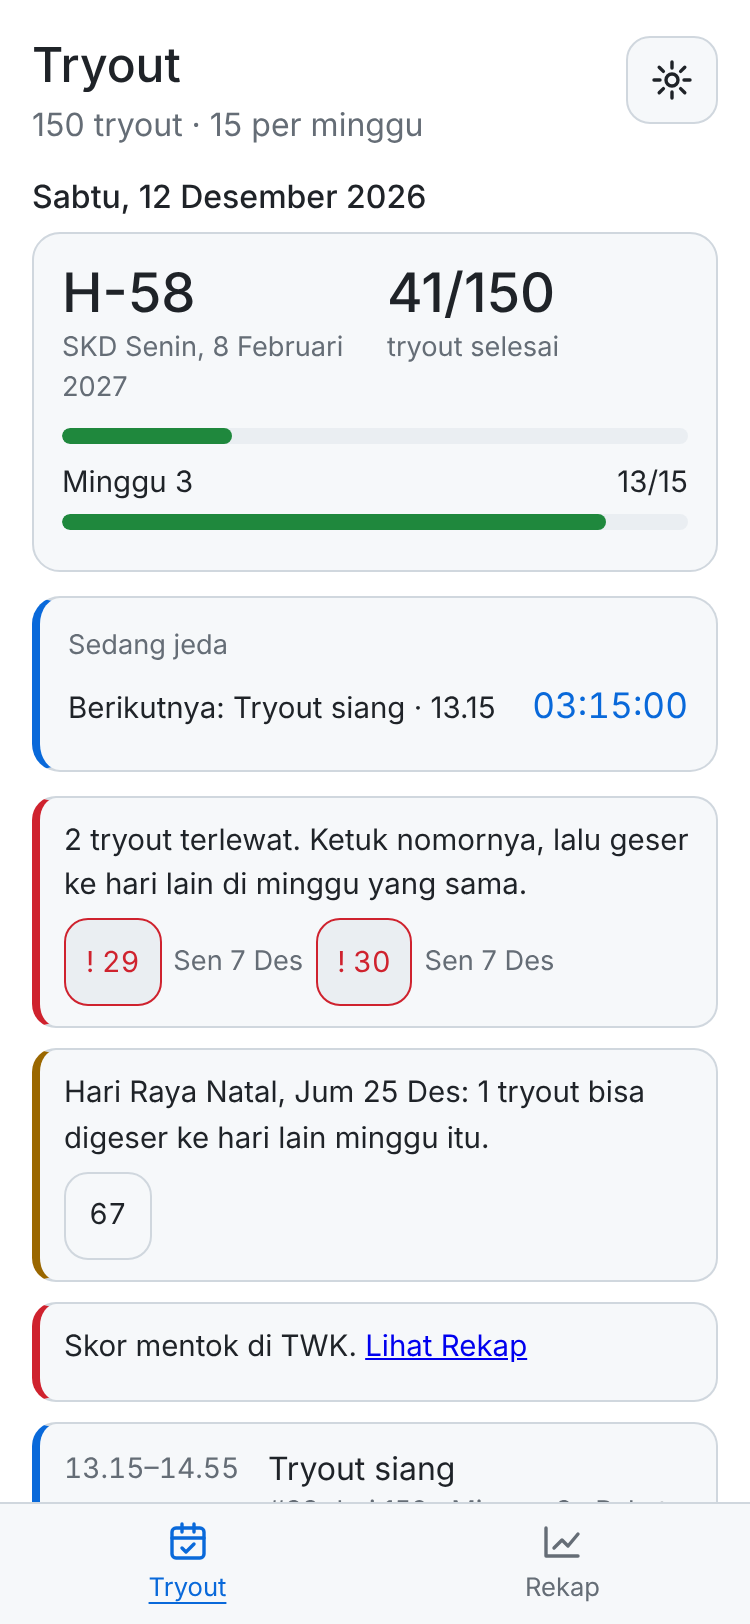 Tryout
150 tryout · 15 per minggu
Sabtu, 12 Desember 2026
H-58
41/150
SKD Senin, 8 Februari
2027
tryout selesai
Minggu 3
13/15
Sedang jeda
Berikutnya: Tryout siang · 13.15
03:15:00
2 tryout terlewat. Ketuk nomornya, lalu geser
ke hari lain di minggu yang sama.
! 29 Sen 7 Des ! 30 Sen 7 Des
Hari Raya Natal, Jum 25 Des: 1 tryout bisa
digeser ke hari lain minggu itu.
67
Skor mentok di TWK. Lihat Rekap
13.15–14.55 Tryout siang
Tryout
Rekap